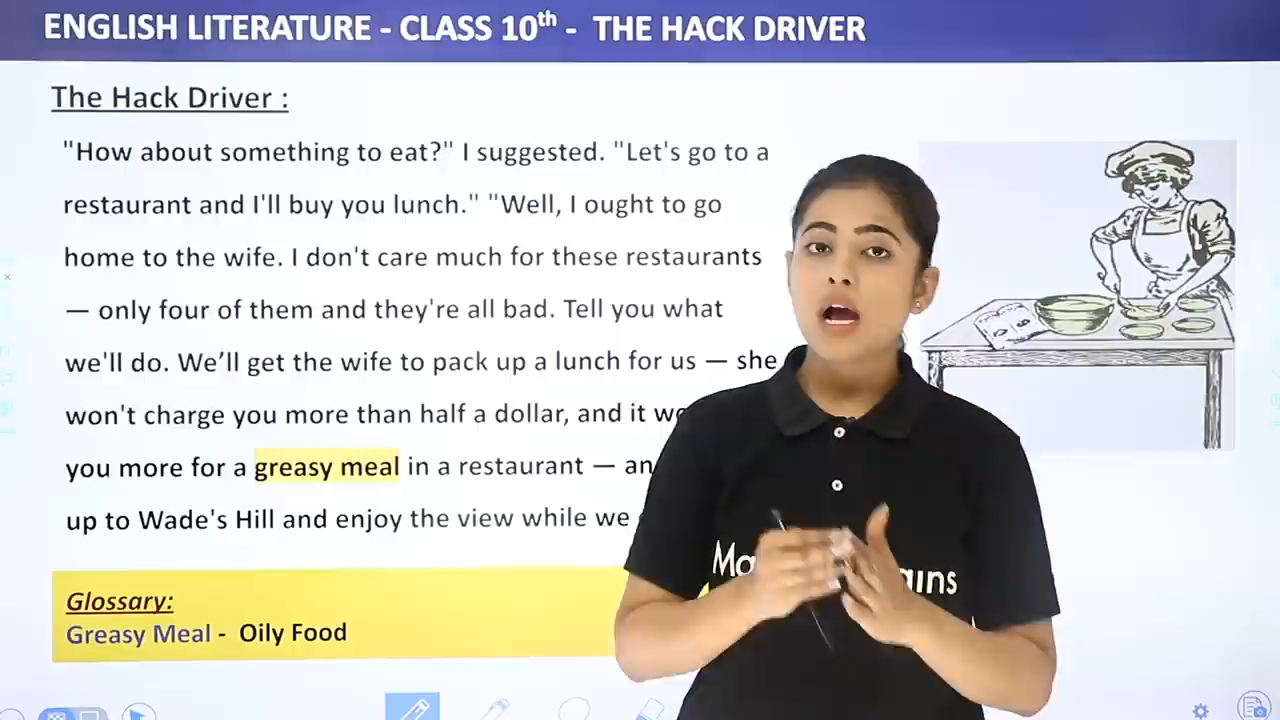 ENGLISH LITERATURE - CLASS 10th - THE HACK DRIVER
The Hack Driver :
"How about something to eat?" I suggested. "Let's go to a
restaurant and I'll buy you lunch." "Well, I ought to go
home to the wife. I don't care much for these restaurants
— only four of them and they're all bad. Tell you what
we'll do. We’ll get the wife to pack up a lunch for us — she
won't charge you more than half a dollar, and it
you more for a greasy meal in a restaurant —
up to Wade's Hill and enjoy the view while we
Glossary:
Greasy Meal - Oily Food